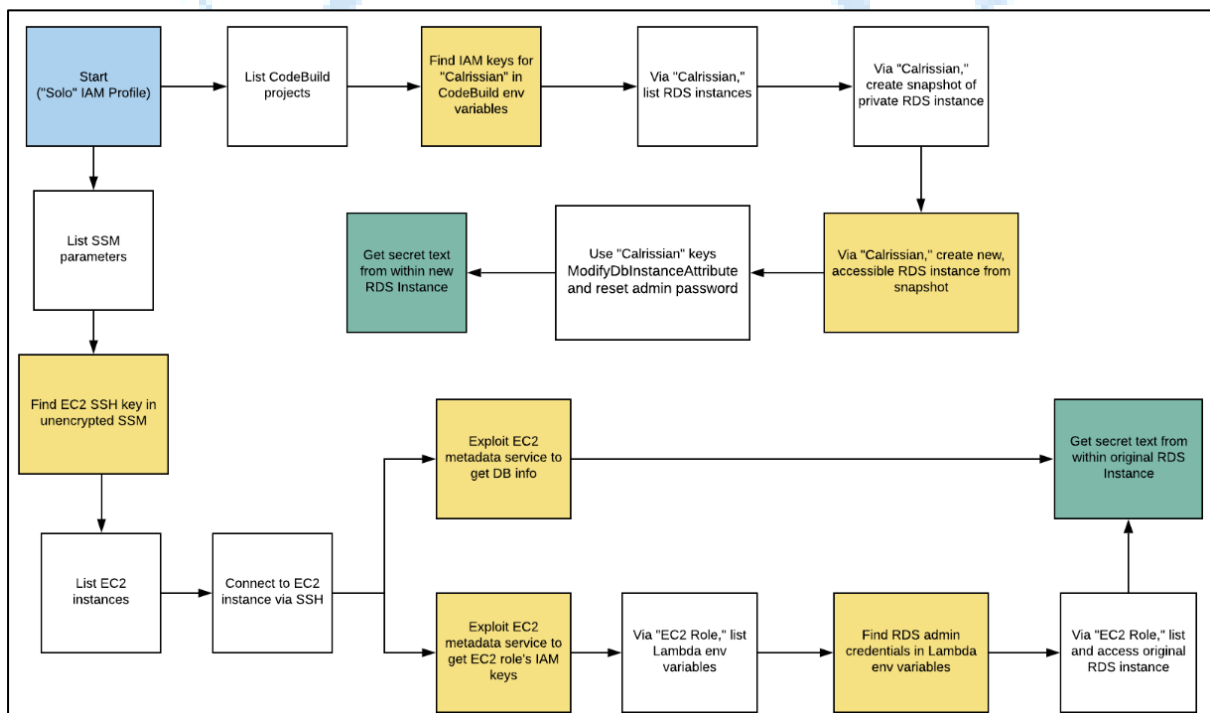 Start
("Solo" IAM Profile)
List CodeBuild
projects
Find IAM keys for
"Calrissian" in
CodeBuild env
variables
Via "Calrissian,"
list RDS instances
Via "Calrissian,"
create snapshot of
private RDS instance
List SSM
parameters
Get secret text
from within new
RDS Instance
Use "Calrissian" keys
ModifyDbInstanceAttribute
and reset admin password
Via "Calrissian," create new,
accessible RDS instance from
snapshot
Find EC2 SSH key in
unencrypted SSM
Exploit EC2
metadata service to
get DB info
Get secret text from
within original RDS
Instance
List EC2
instances
Connect to EC2
instance via SSH
Exploit EC2
metadata service to
get EC2 role's IAM
keys
Via "EC2 Role," list
Lambda env
variables
Find RDS admin
credentials in Lambda
env variables
Via "EC2 Role," list
and access original
RDS instance